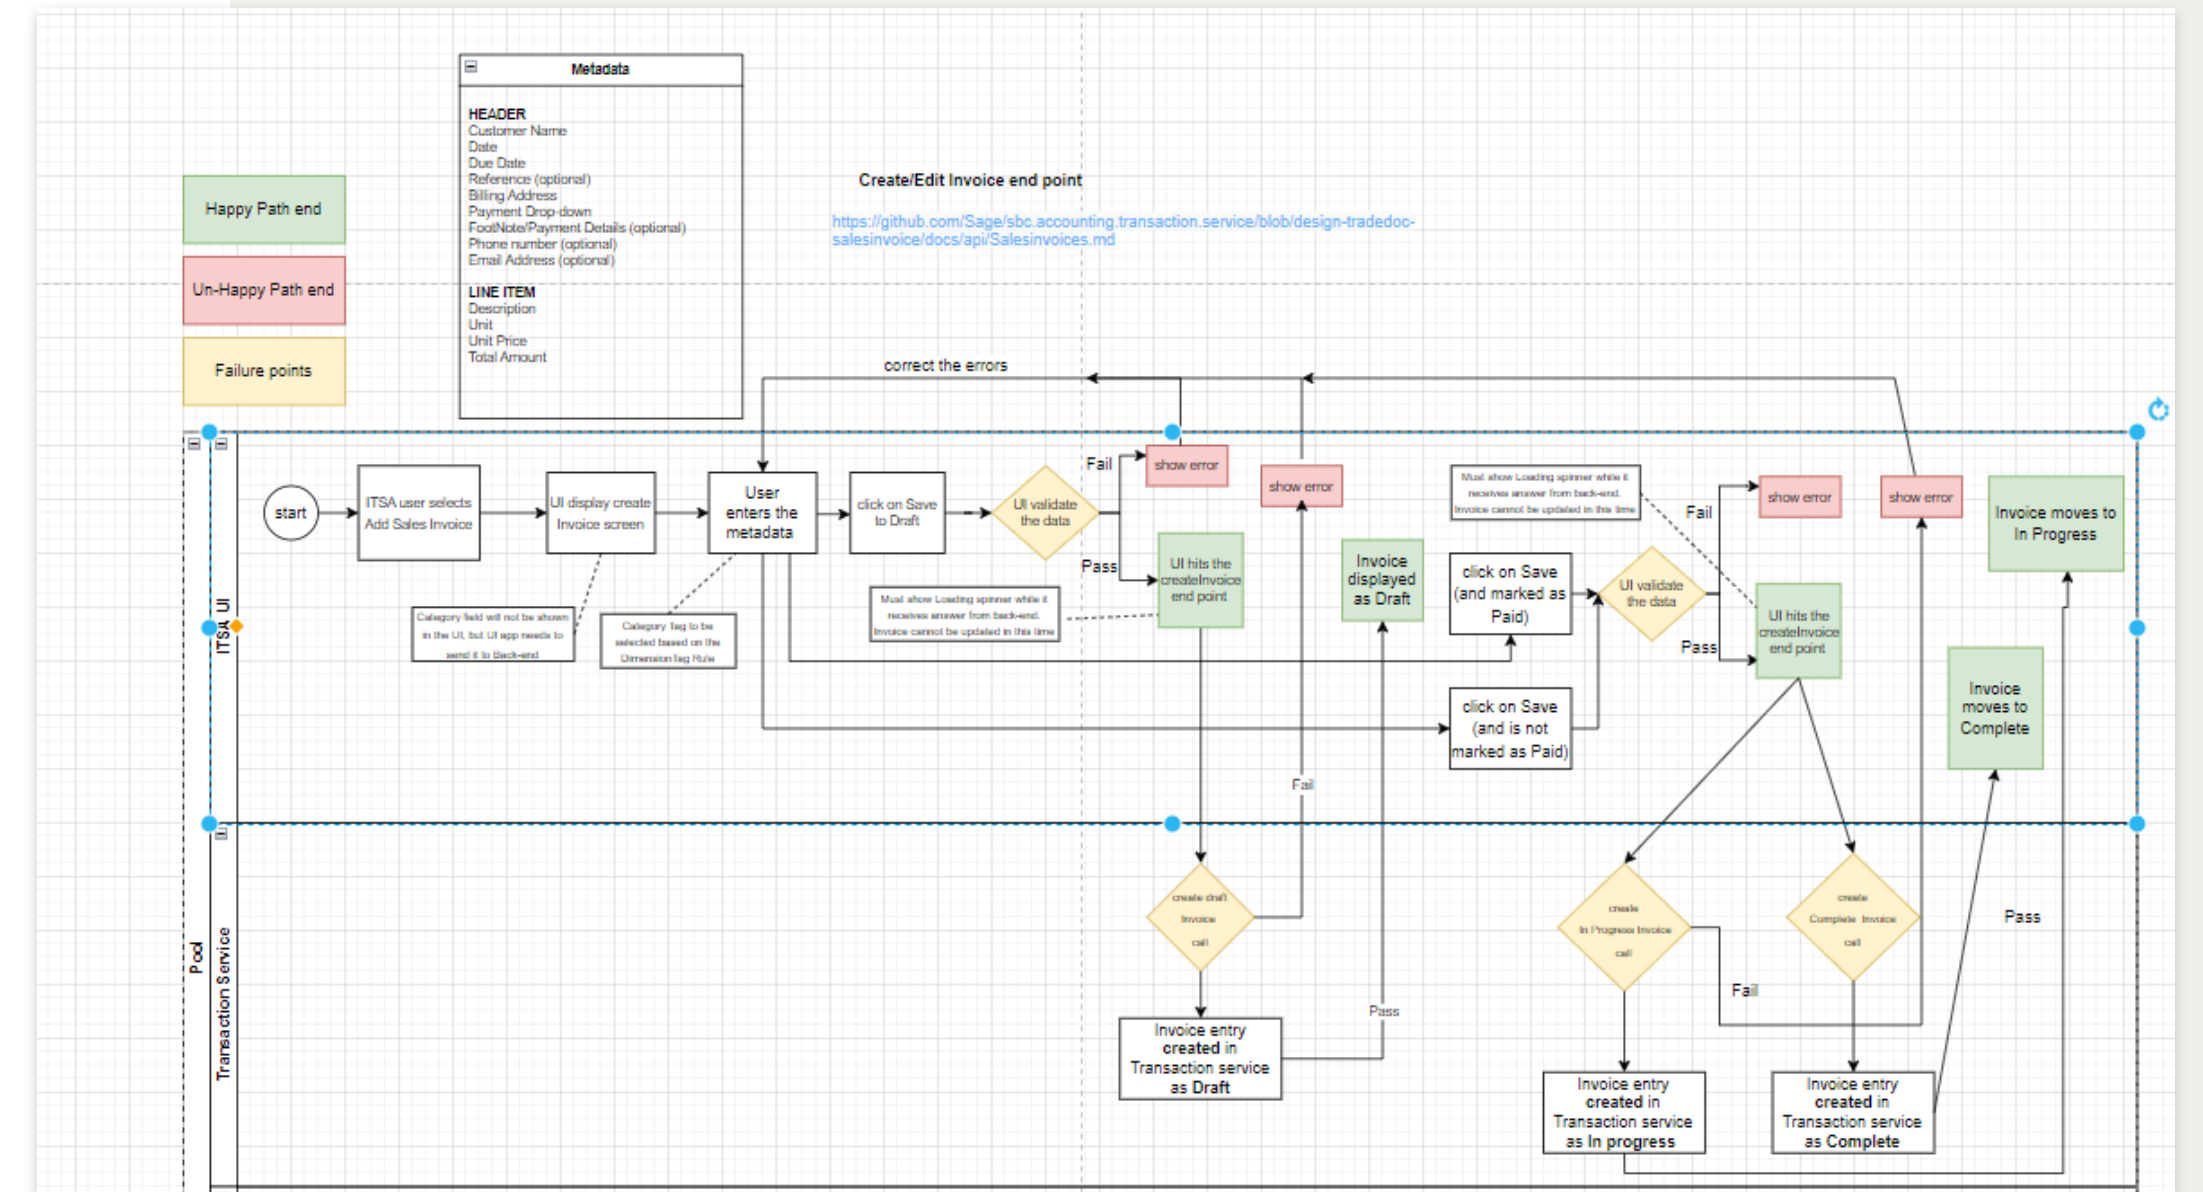 Metadata
HEADER
Customer Name
Date
Due Date
Reference (optional)
Billing Address
Payment Drop-down
FootNote/Payment Details (optional)
Phone number (optional)
Email Address (optional)
LINE ITEM
Description
Unit
Unit Price
Total Amount
Happy Path end
Un-Happy Path end
Failure points
Create/Edit Invoice end point
https://github.com/Sage/sbc.accounting.transaction.service/blob/design-tradedoc-
salesinvoice/docs/api/Salesinvoices.md
correct the errors
Pool
ITSA UI
start
ITSA user selects
Add Sales Invoice
UI display create
Invoice screen
User
enters the
metadata
click on Save
to Draft
UI validate
the data
Fail
show error
show error
Pass
UI hits the
createInvoice
end point
Invoice
displayed
as Draft
Category field will not be shown
in the UI, but UI app needs to
send it to Back-end
Category Tag to be
selected based on the
DimensionTag Rule
Must show Loading spinner while it
receives answer from back-end.
Invoice cannot be updated in this time
Must show Loading spinner while it
receives answer from back-end.
Invoice cannot be updated in this time
click on Save
(and marked as
Paid)
click on Save
(and is not
marked as Paid)
UI validate
the data
Fail
show error
show error
Pass
UI hits the
createInvoice
end point
Invoice moves to
In Progress
Invoice
moves to
Complete
Fail
Transaction Service
create draft
Invoice
call
Pass
Invoice entry
created in
Transaction service
as Draft
create
In Progress Invoice
call
create
Complete Invoice
call
Fail
Pass
Invoice entry
created in
Transaction service
as In progress
Invoice entry
created in
Transaction service
as Complete